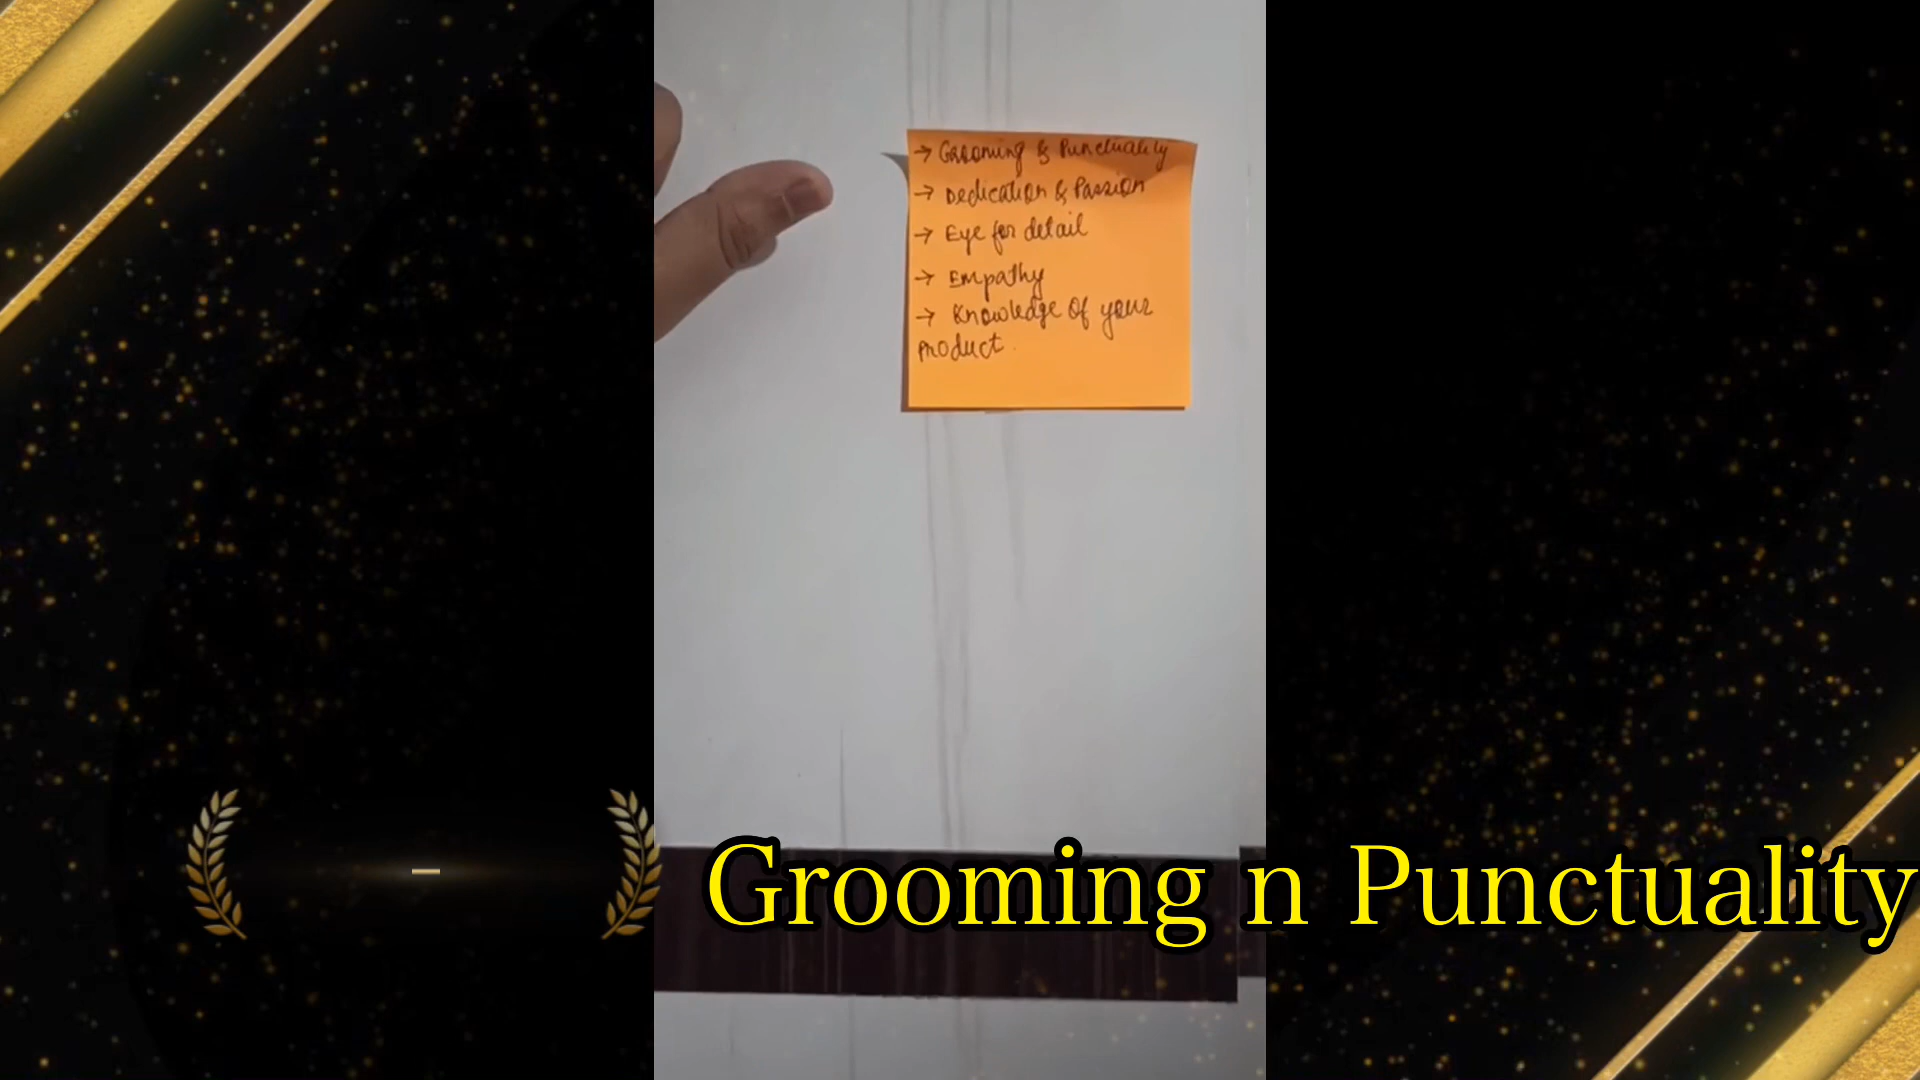 → Grooming & Punctuality
→ Dedication & Passion
→ Eye for detail
→ Empathy
→ Knowledge of your
product.
Grooming n Punctuality